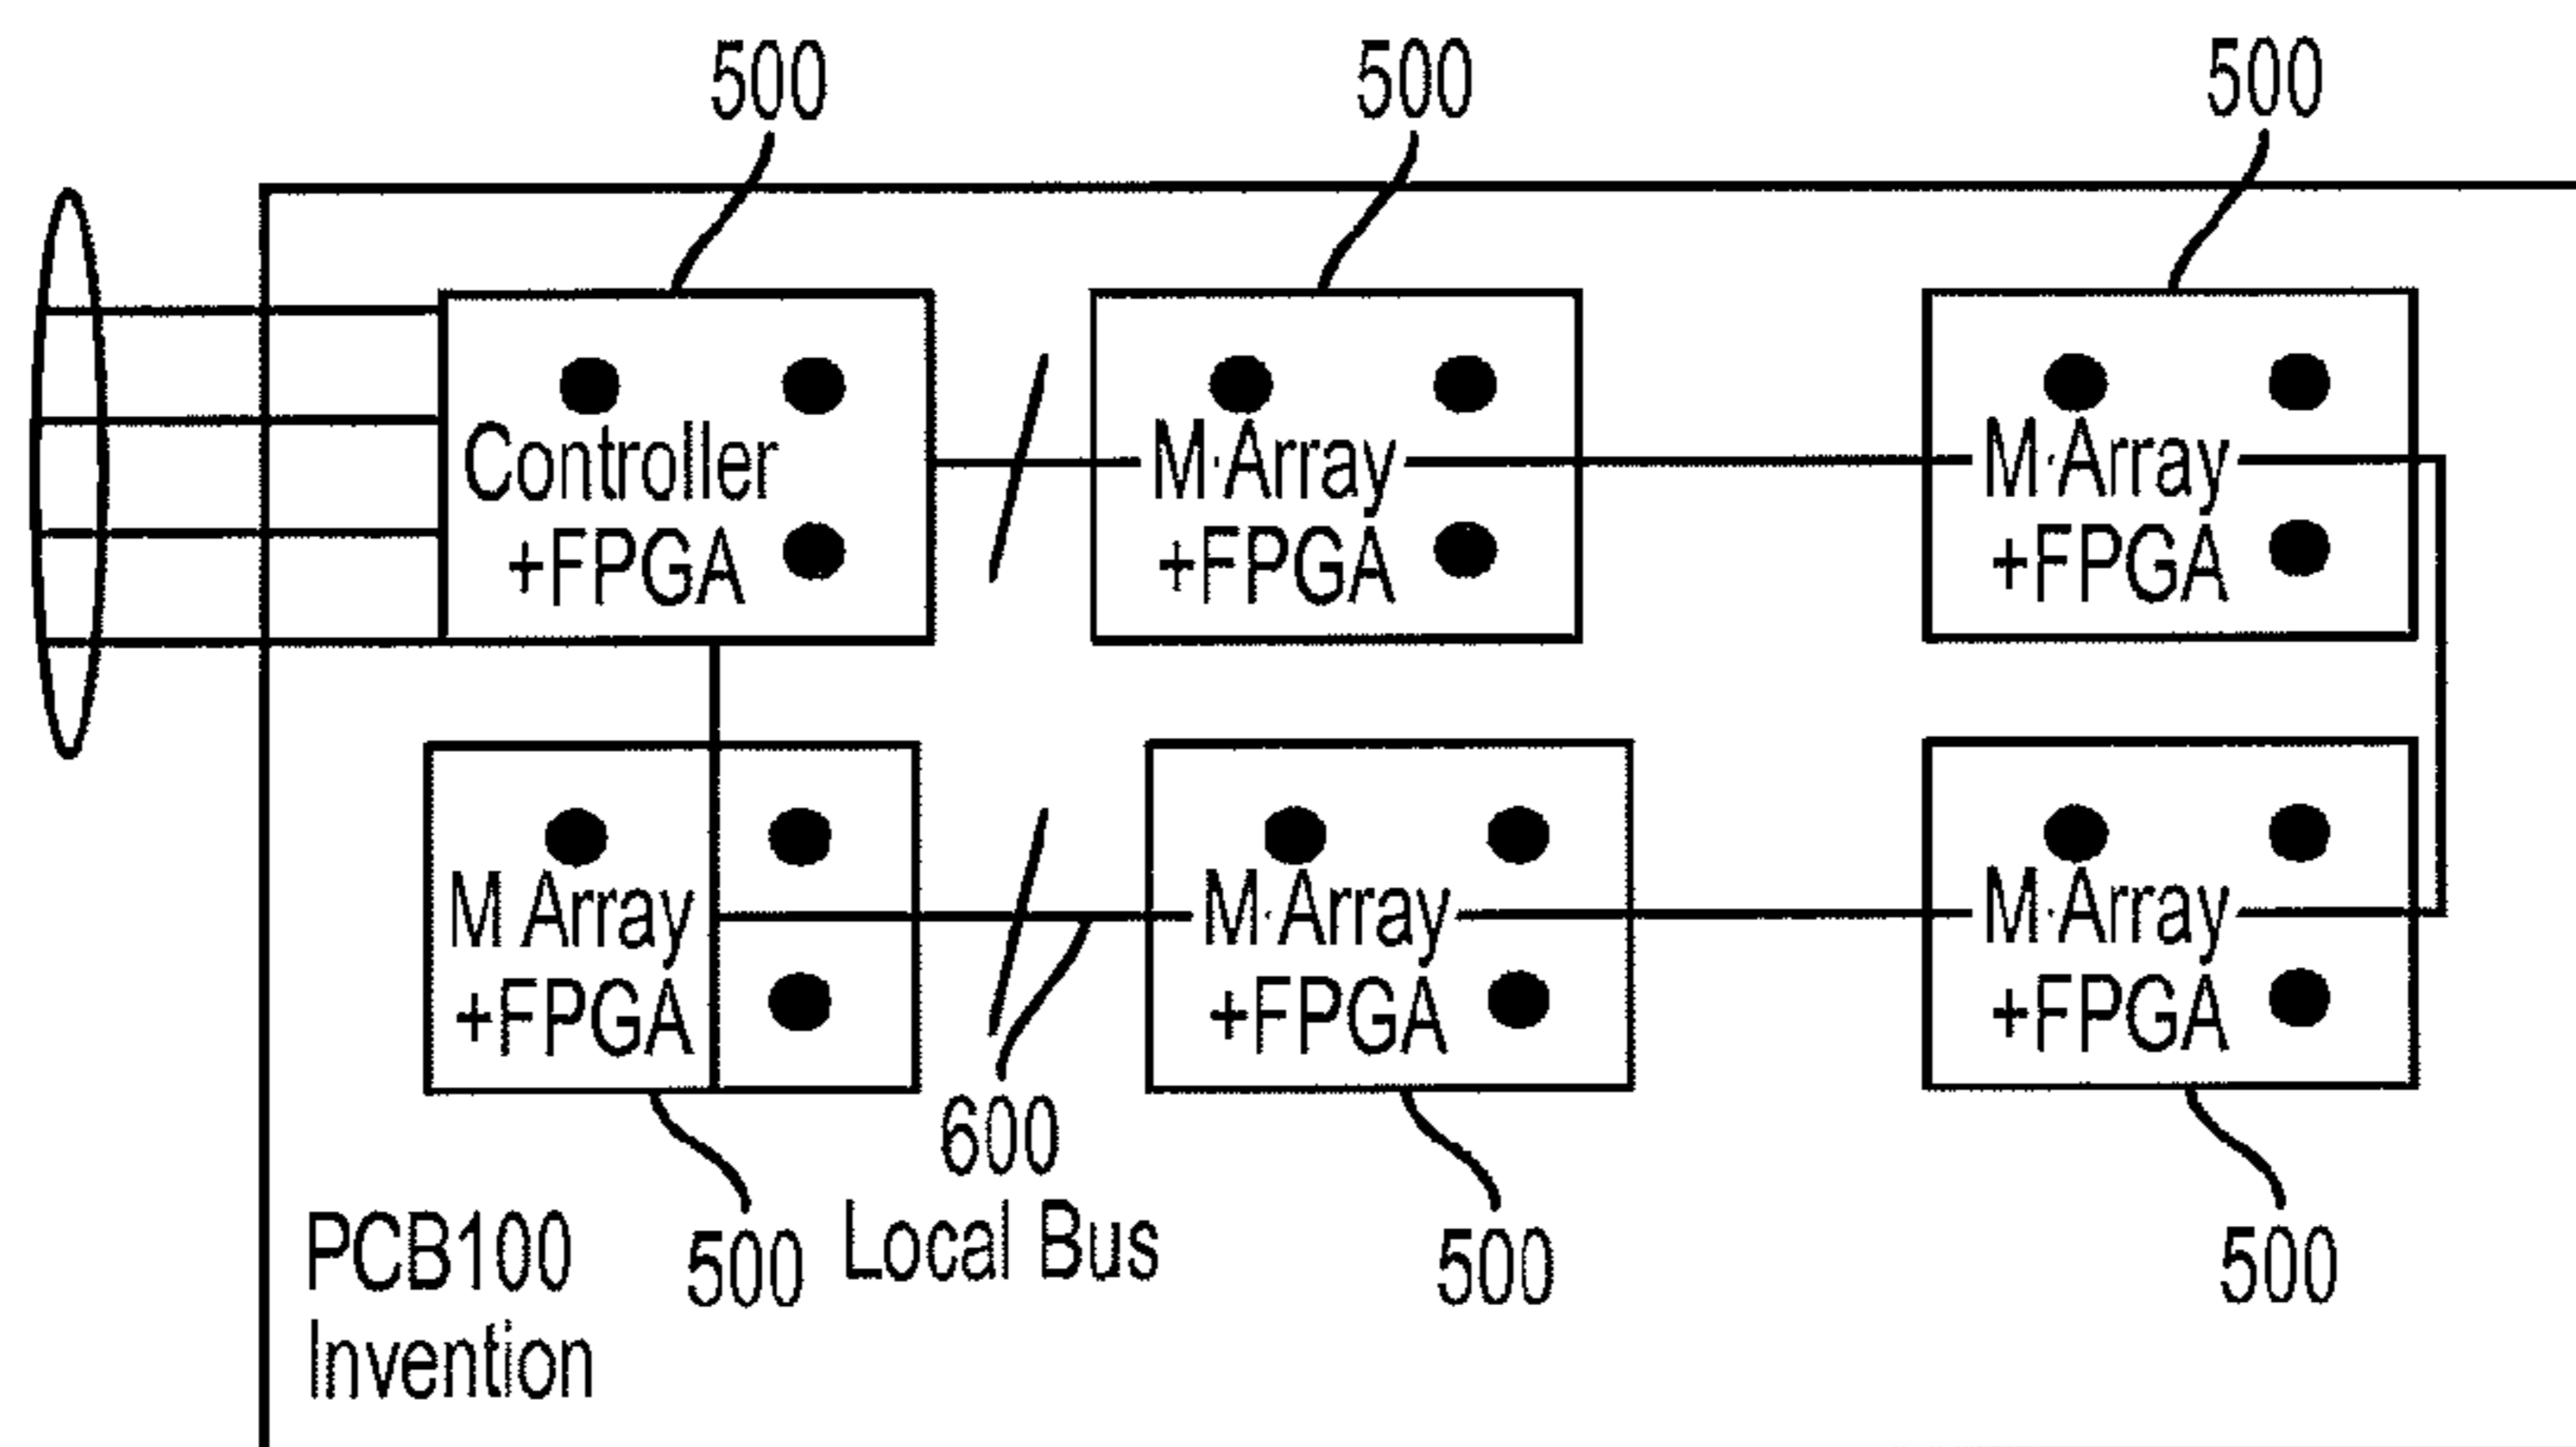 500
500
500
Controller
+FPGA
M Array
+FPGA
M Array
+FPGA
M Array
+FPGA
M Array
+FPGA
M Array
+FPGA
600
Local Bus
500
500
500
PCB100
Invention